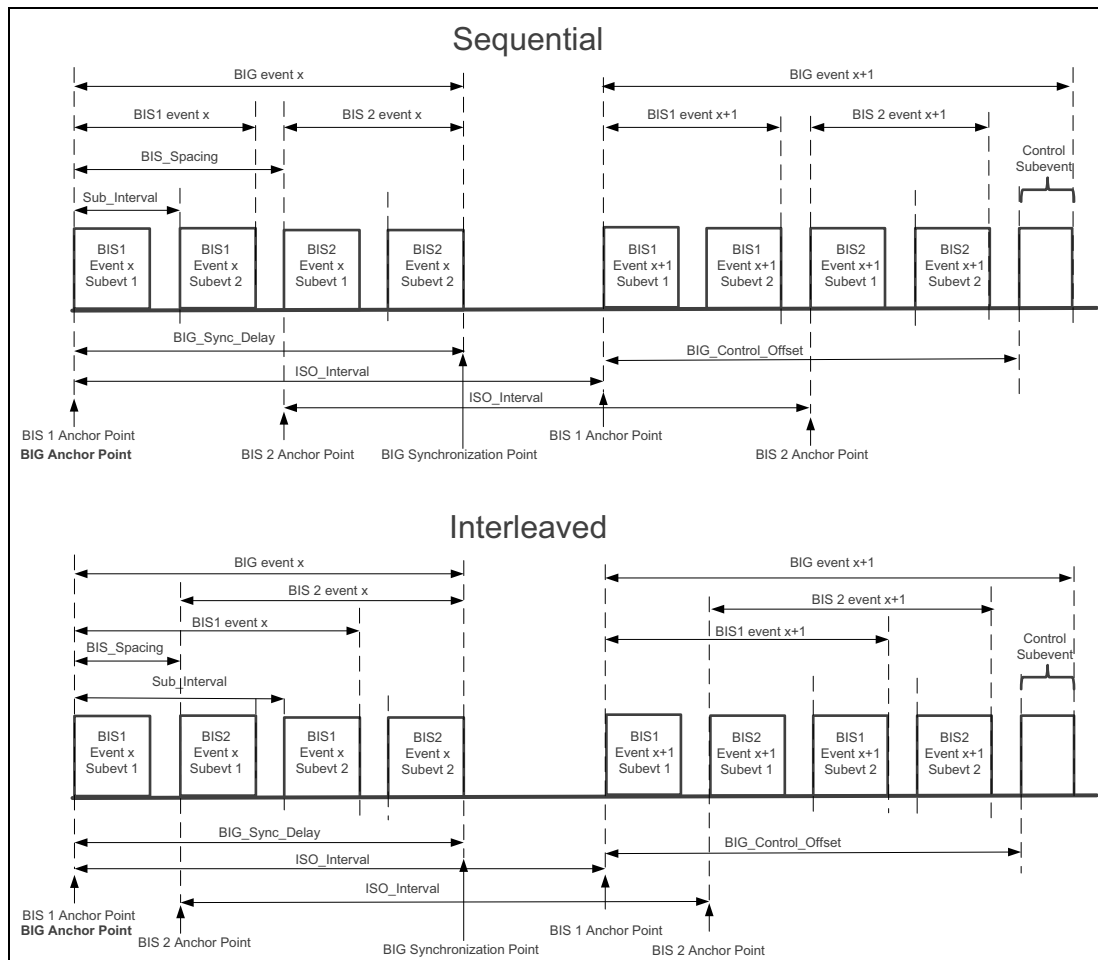 Sequential
BIG event x
BIG event x+1
BIS1 event x
BIS 2 event x
BIS1 event x+1
BIS 2 event x+1
BIS_Spacing
Control
Subevent
Sub_Interval
BIS1
Event x
Subevt 1
BIS1
Event x
Subevt 2
BIS2
Event x
Subevt 1
BIS2
Event x
Subevt 2
BIS1
Event x+1
Subevt 1
BIS1
Event x+1
Subevt 2
BIS2
Event x+1
Subevt 1
BIS2
Event x+1
Subevt 2
BIG_Sync_Delay
BIG_Control_Offset
ISO_Interval
ISO_Interval
BIS 1 Anchor Point
BIG Anchor Point
BIS 2 Anchor Point
BIG Synchronization Point
BIS 1 Anchor Point
BIS 2 Anchor Point
Interleaved
BIG event x
BIG event x+1
BIS 2 event x
BIS 2 event x+1
BIS1 event x
BIS1 event x+1
BIS_Spacing
Control
Subevent
Sub_Interval
BIS1
Event x
Subevt 1
BIS2
Event x
Subevt 1
BIS1
Event x
Subevt 2
BIS2
Event x
Subevt 2
BIS1
Event x+1
Subevt 1
BIS2
Event x+1
Subevt 1
BIS1
Event x+1
Subevt 2
BIS2
Event x+1
Subevt 2
BIG_Sync_Delay
BIG_Control_Offset
ISO_Interval
ISO_Interval
BIS 1 Anchor Point
BIG Anchor Point
BIS 2 Anchor Point
BIG Synchronization Point
BIS 1 Anchor Point
BIS 2 Anchor Point